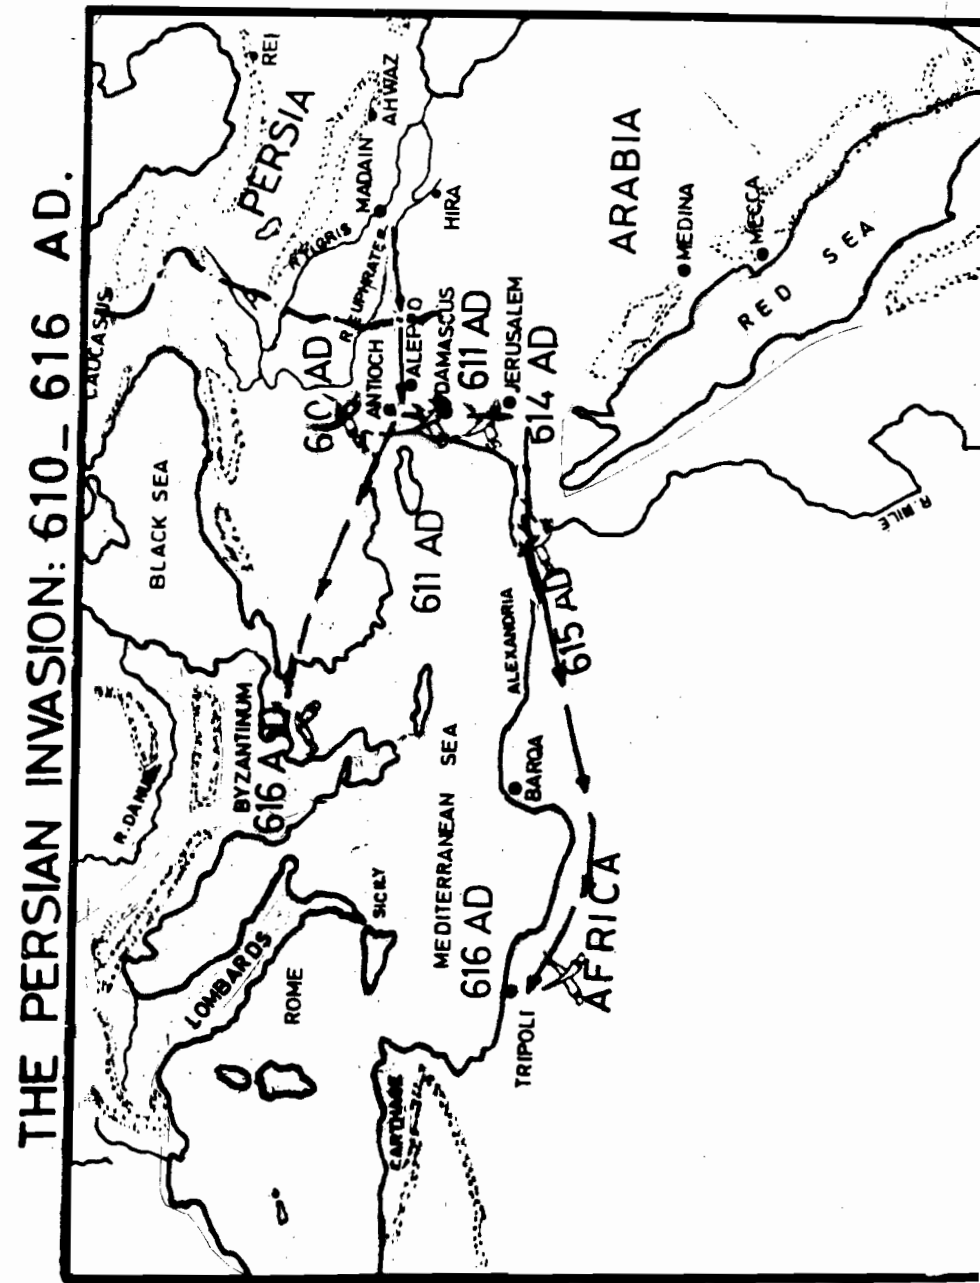 THE PERSIAN INVASION: 610_616 AD.
CAUCASUS
BLACK SEA
REI
PERSIA
AHWAZ
MADAIN
HIRA
R.TIGRIS
R.EUPHRATES
R.DANUBE
BYZANTINUM
616 AD
LOMBARDS
ROME
SICILY
610 AD
ANTIOCH
ALEPPO
DAMASCUS
611 AD
611 AD
JERUSALEM
614 AD
MEDITERRANEAN SEA
616 AD
ALEXANDRIA
615 AD
BARQA
TRIPOLI
CARTHAGE
AFRICA
ARABIA
MEDINA
MECCA
RED SEA
R.NILE